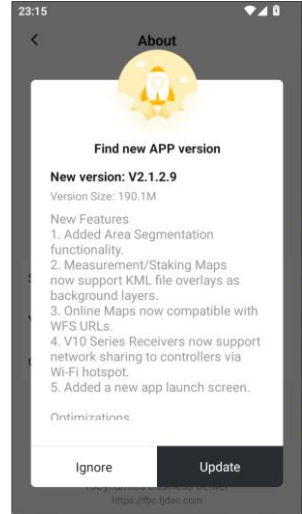 23:15
About
Find new APP version
New version: V2.1.2.9
Version Size: 190.1M
New Features
1. Added Area Segmentation
functionality.
2. Measurement/Staking Maps
now support KML file overlays as
background layers.
3. Online Maps now compatible with
WFS URLs.
4. V10 Series Receivers now support
network sharing to controllers via
Wi-Fi hotspot.
5. Added a new app launch screen.
Optimizations
Ignore
Update
https://fbc.fjdac.com